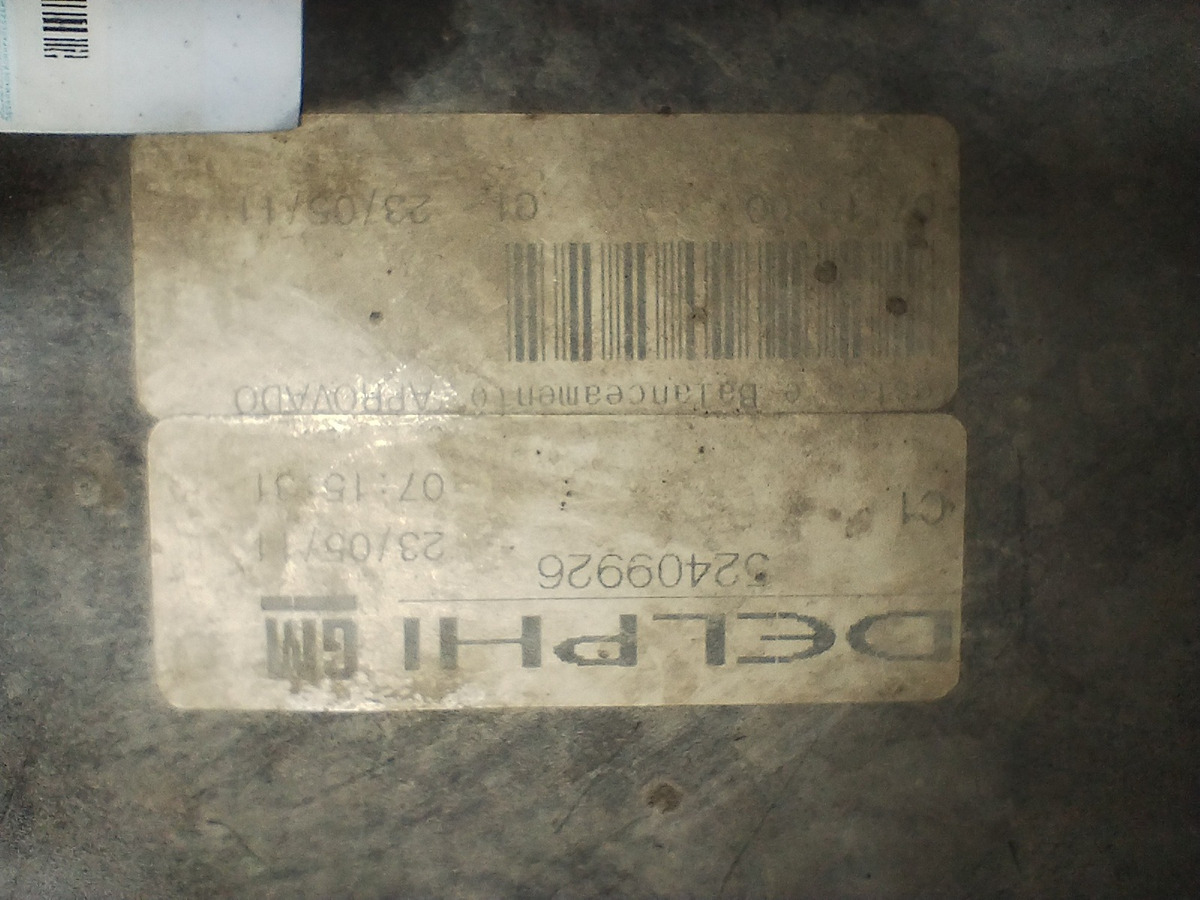 DELPHI GM
52409926 23/05/11
C1 07:15:31
Balanceamento APROVADO
C1 23/05/11